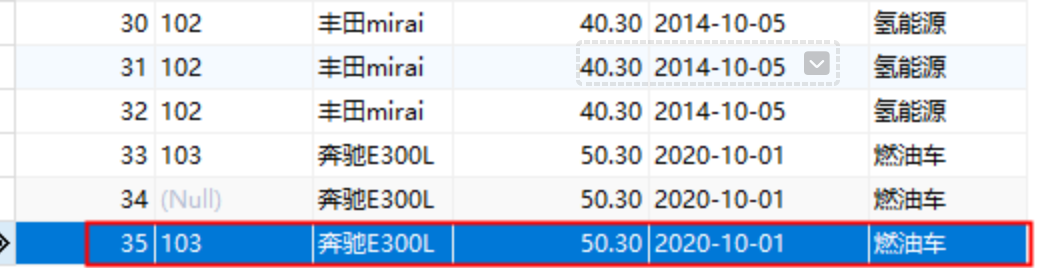 30 102 丰田mirai 40.30 2014-10-05 氢能源
31 102 丰田mirai 40.30 2014-10-05 氢能源
32 102 丰田mirai 40.30 2014-10-05 氢能源
33 103 奔驰E300L 50.30 2020-10-01 燃油车
34 (Null) 奔驰E300L 50.30 2020-10-01 燃油车
35 103 奔驰E300L 50.30 2020-10-01 燃油车